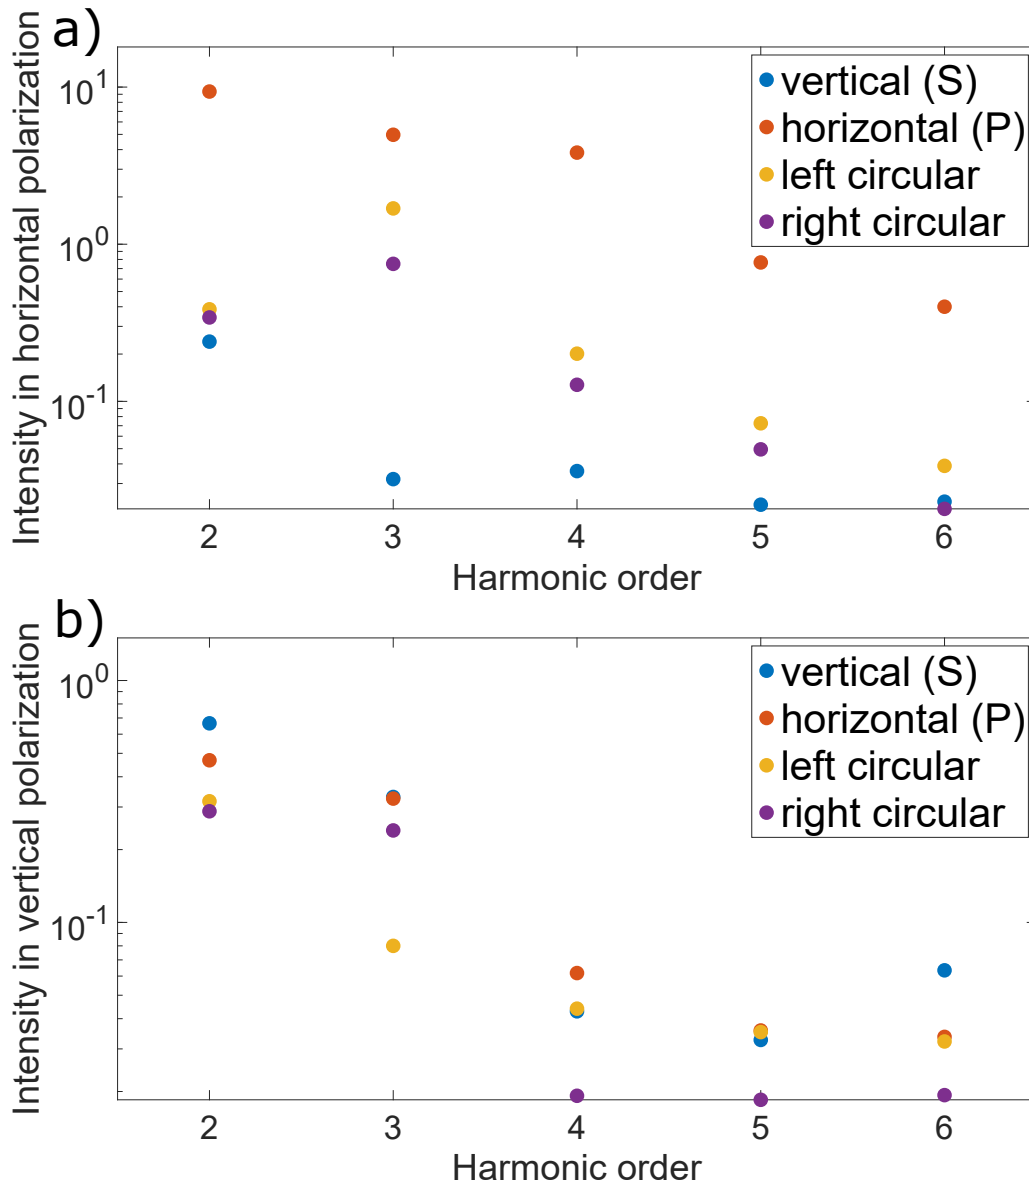 a)
Intensity in horizontal polarization
10^1
10^0
10^-1
vertical (S)
horizontal (P)
left circular
right circular
2 3 4 5 6
Harmonic order
b)
Intensity in vertical polarization
10^0
10^-1
vertical (S)
horizontal (P)
left circular
right circular
2 3 4 5 6
Harmonic order